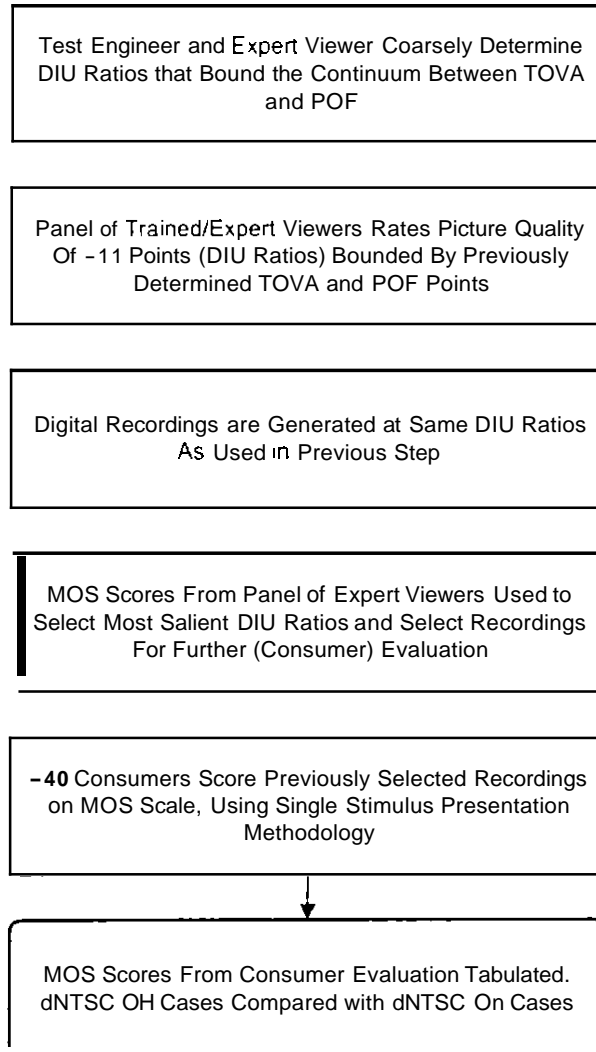 Test Engineer and Expert Viewer Coarsely Determine
DIU Ratios that Bound the Continuum Between TOVA
and POF
Panel of Trained/Expert Viewers Rates Picture Quality
Of -11 Points (DIU Ratios) Bounded By Previously
Determined TOVA and POF Points
Digital Recordings are Generated at Same DIU Ratios
As Used in Previous Step
MOS Scores From Panel of Expert Viewers Used to
Select Most Salient DIU Ratios and Select Recordings
For Further (Consumer) Evaluation
-40 Consumers Score Previously Selected Recordings
on MOS Scale, Using Single Stimulus Presentation
Methodology
MOS Scores From Consumer Evaluation Tabulated.
dNTSC OH Cases Compared with dNTSC On Cases